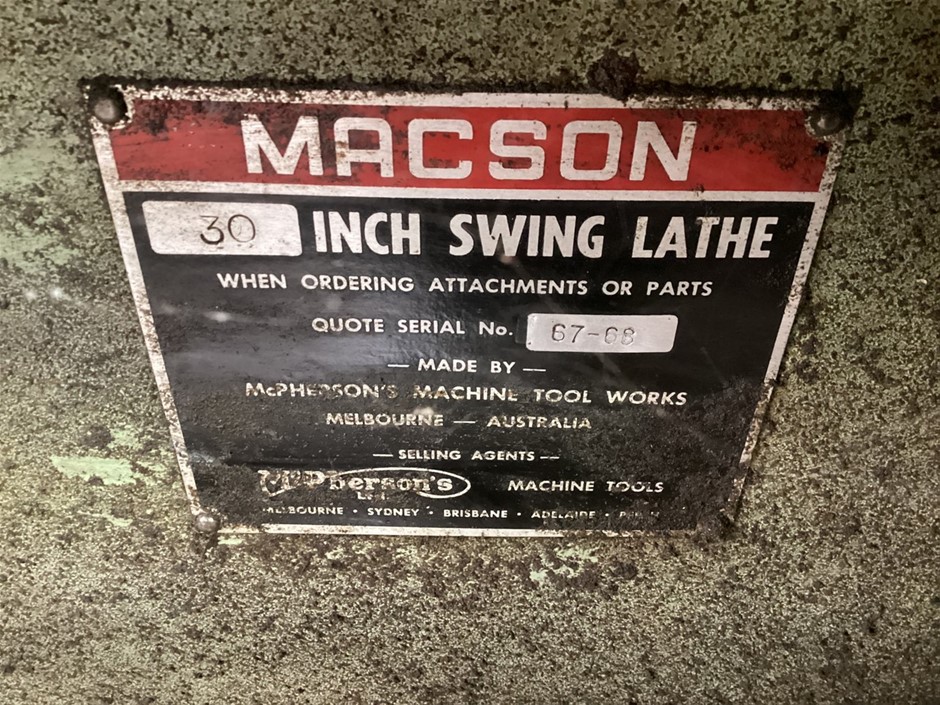 MACSON
30 INCH SWING LATHE
WHEN ORDERING ATTACHMENTS OR PARTS
QUOTE SERIAL No. 67-68
— MADE BY —
McPHERSON'S MACHINE TOOL WORKS
MELBOURNE — AUSTRALIA
— SELLING AGENTS —
McPherson's MACHINE TOOLS
MELBOURNE • SYDNEY • BRISBANE • ADELAIDE •